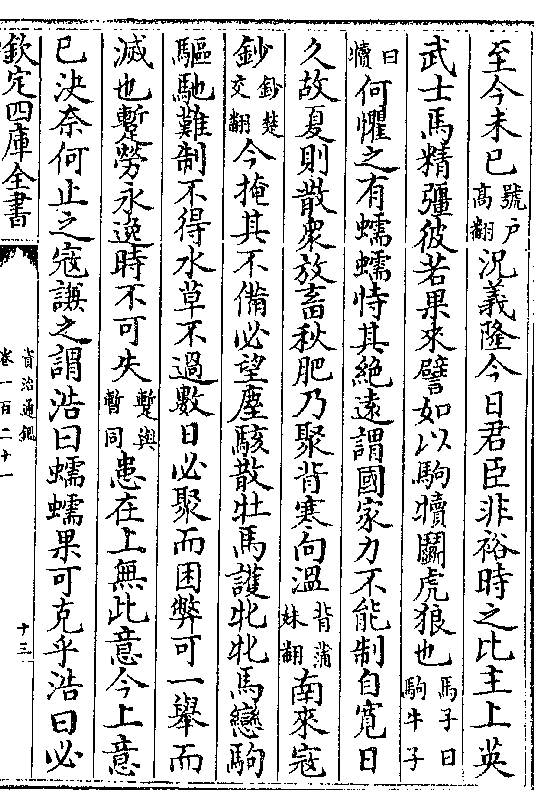 至今未已號戶高翻況義隆今日君臣非裕時之比主上英
武士馬精彊彼若果來譬如以駒犢鬭虎狼也馬子曰駒牛子
曰犢何懼之有蠕蠕恃其絶遠謂國家力不能制自寛日
久故夏則散衆放畜秋肥乃聚背寒向溫背蒲妹翻南來寇
鈔鈔楚交翻今掩其不備必望塵駭散牡馬護牝牝馬戀駒
驅馳難制不得水草不過數日必聚而困弊可一舉而
滅也蹔勞永逸時不可失蹔與暫同患在上無此意今上意
已決奈何止之寇謙之謂浩曰蠕蠕果可克乎浩曰必
欽定四庫全書
資治通鑑
卷一百二十一
十三